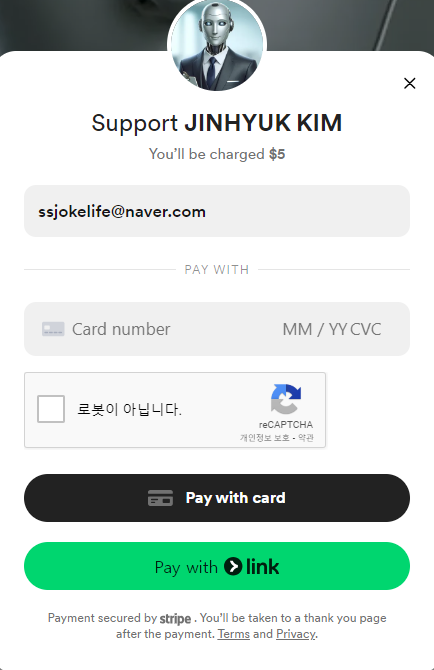 Support JINHYUK KIM
You'll be charged $5
ssjokelife@naver.com
PAY WITH
Card number MM / YY CVC
로봇이 아닙니다.
reCAPTCHA
개인정보 보호 - 약관
Pay with card
Pay with link
Payment secured by stripe . You'll be taken to a thank you page
after the payment. Terms and Privacy.